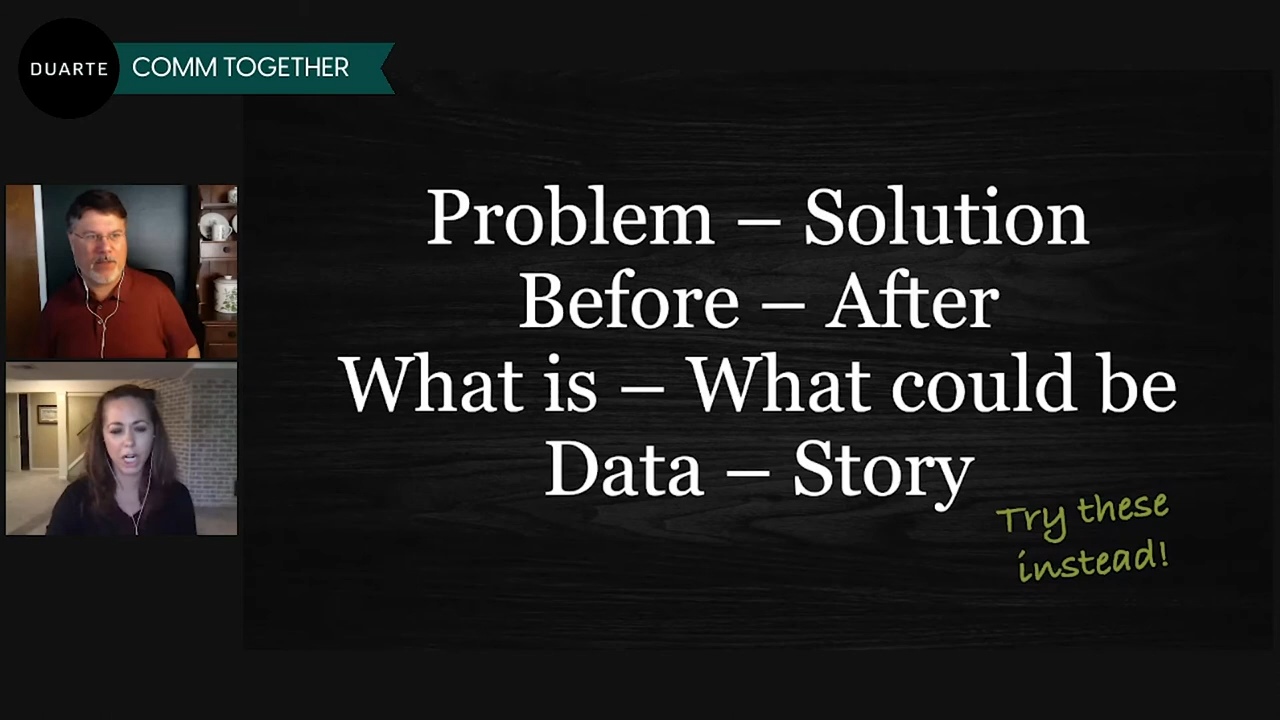 DUARTE
COMM TOGETHER
Problem – Solution
Before – After
What is – What could be
Data – Story
Try these
instead!